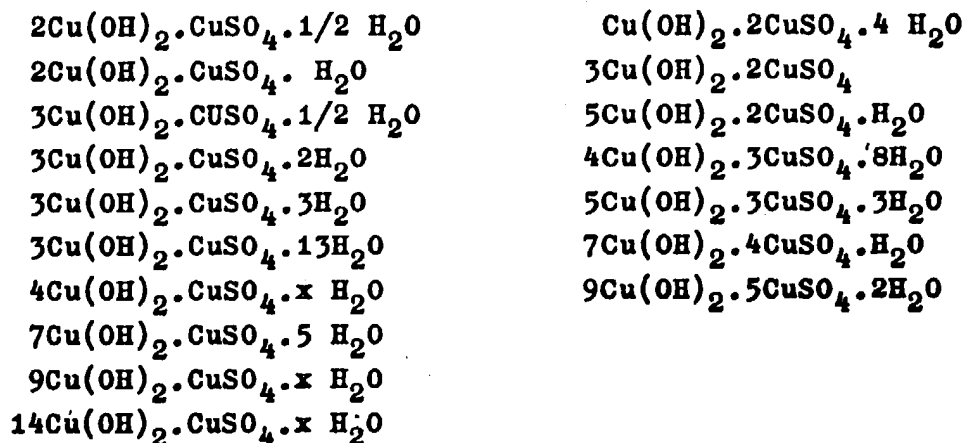 2Cu(OH)2.CuSO4.1/2 H2O
2Cu(OH)2.CuSO4. H2O
3Cu(OH)2.CUSO4.1/2 H2O
3Cu(OH)2.CuSO4.2H2O
3Cu(OH)2.CuSO4.3H2O
3Cu(OH)2.CuSO4.13H2O
4Cu(OH)2.CuSO4.x H2O
7Cu(OH)2.CuSO4.5 H2O
9Cu(OH)2.CuSO4.x H2O
14Cu(OH)2.CuSO4.x H2O
Cu(OH)2.2CuSO4.4 H2O
3Cu(OH)2.2CuSO4
5Cu(OH)2.2CuSO4.H2O
4Cu(OH)2.3CuSO4.8H2O
5Cu(OH)2.3CuSO4.3H2O
7Cu(OH)2.4CuSO4.H2O
9Cu(OH)2.5CuSO4.2H2O